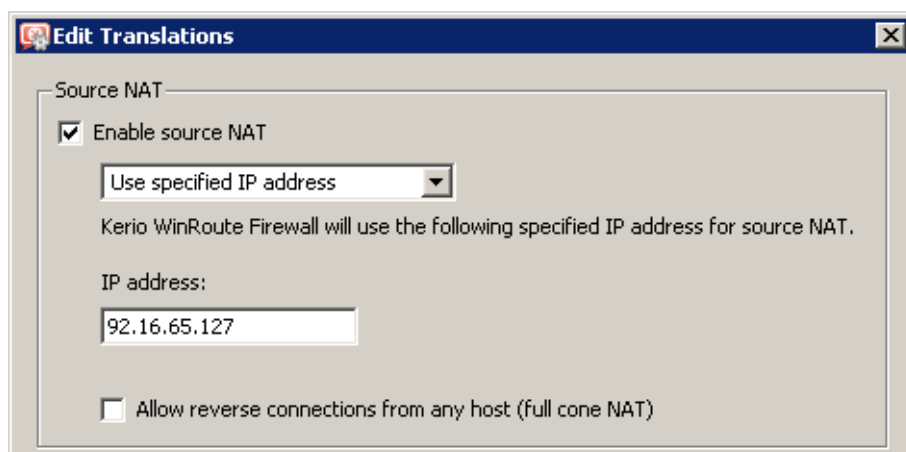 Edit Translations
Source NAT
Enable source NAT
Use specified IP address
Kerio WinRoute Firewall will use the following specified IP address for source NAT.
IP address:
92.16.65.127
Allow reverse connections from any host (full cone NAT)